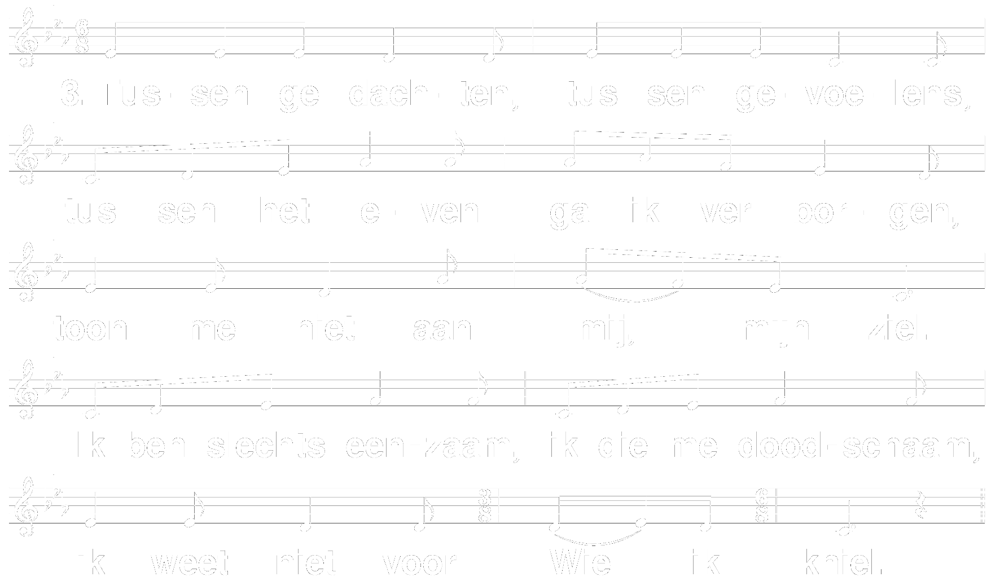 3. Tus - sen ge dach - ten, tus sen ge - voe lens,
tus sen het le - ven ga ik ver bor - gen,
toon me niet aan mij, mijn ziel.
Ik ben slechts een - zaam, ik die me dood - schaam,
ik weet niet voor Wie ik kniel.